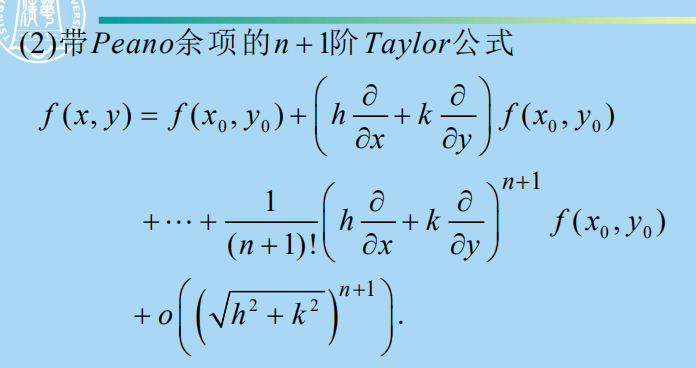 (2)带Peano余项的n + 1阶Taylor公式
f(x, y) = f(x₀, y₀) + (h ∂/∂x + k ∂/∂y) f(x₀, y₀)
+ ⋯ + 1/(n + 1)! (h ∂/∂x + k ∂/∂y)ⁿ⁺¹ f(x₀, y₀)
+ o((√(h² + k²))ⁿ⁺¹).